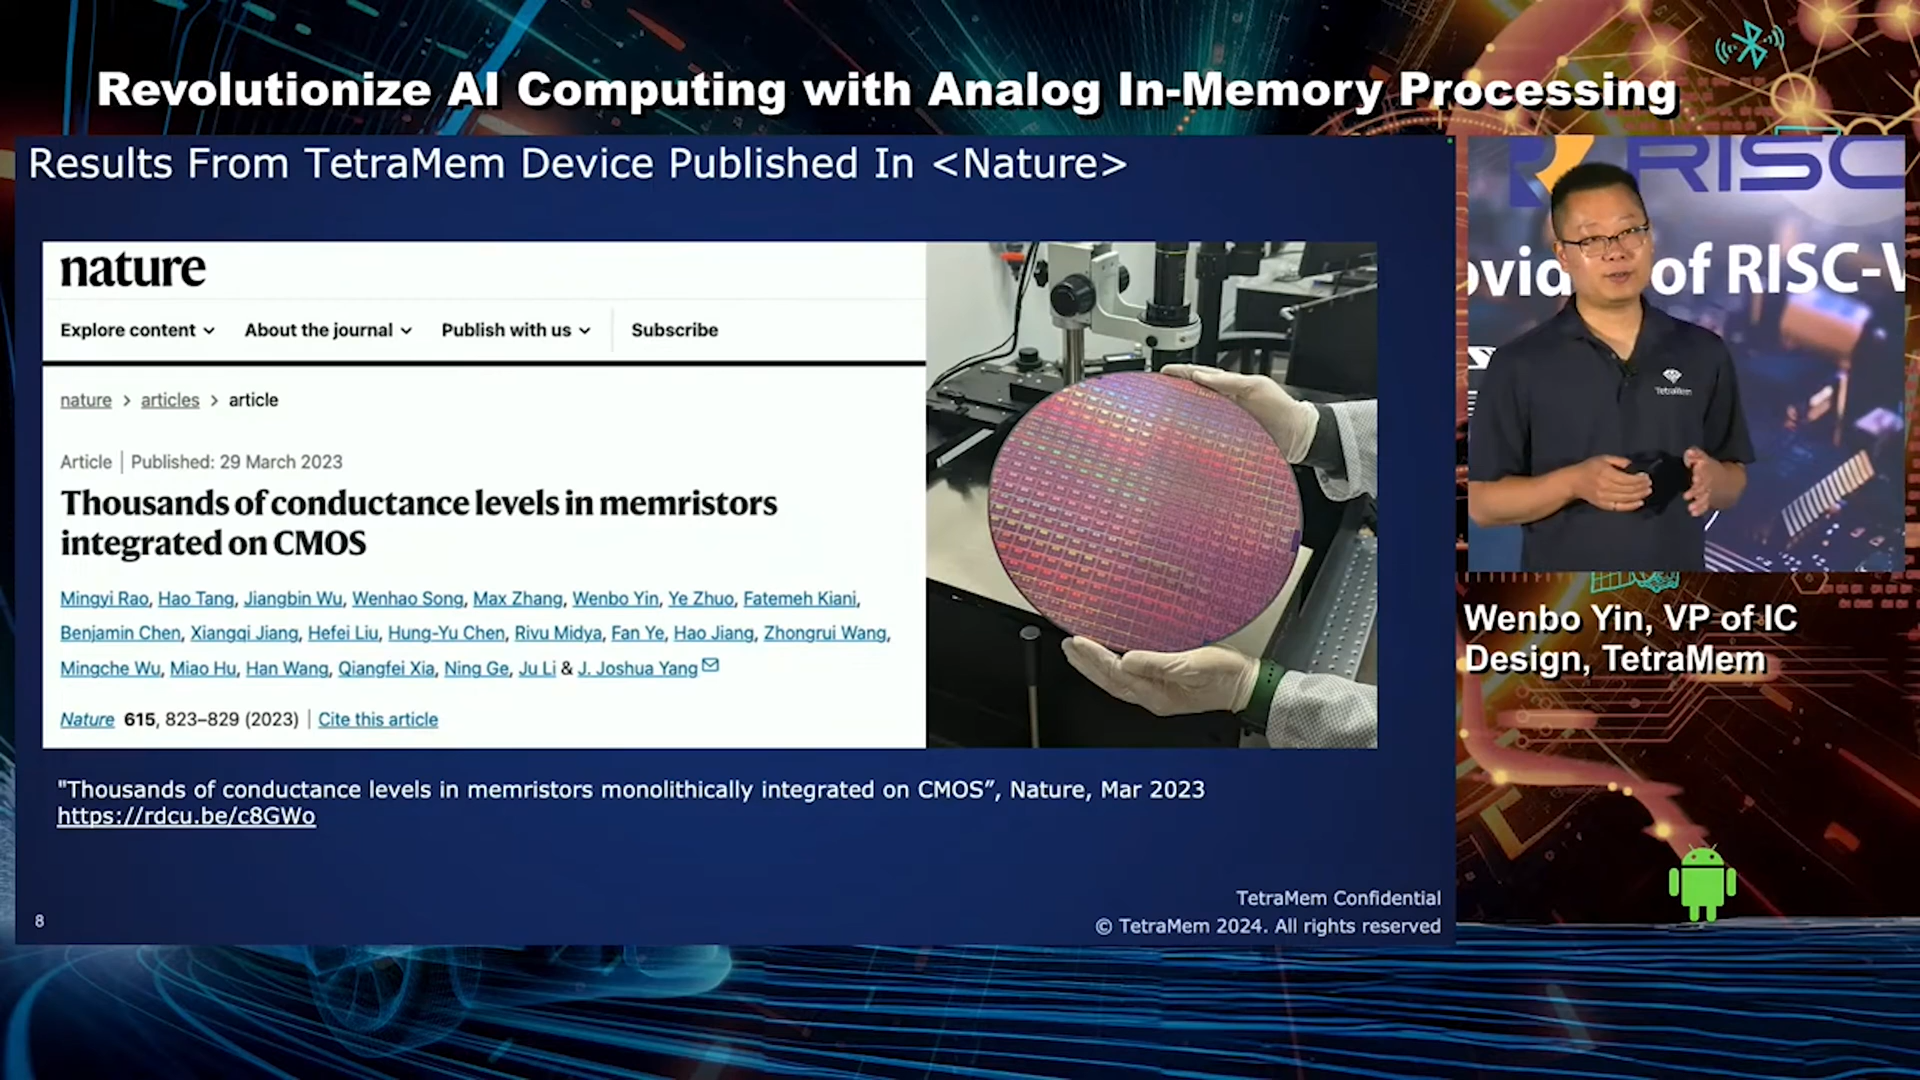 Revolutionize AI Computing with Analog In-Memory Processing
Results From TetraMem Device Published In <Nature>
nature
Explore content
About the journal
Publish with us
Subscribe
nature > articles > article
Article | Published: 29 March 2023
Thousands of conductance levels in memristors
integrated on CMOS
Mingyi Rao, Hao Tang, Jiangbin Wu, Wenhao Song, Max Zhang, Wenbo Yin, Ye Zhuo, Fatemeh Kiani,
Benjamin Chen, Xiangqi Jiang, Hefei Liu, Hung-Yu Chen, Rivu Midya, Fan Ye, Hao Jiang, Zhongrui Wang,
Mingche Wu, Miao Hu, Han Wang, Qiangfei Xia, Ning Ge, Ju Li & J. Joshua Yang
Nature 615, 823–829 (2023) | Cite this article
"Thousands of conductance levels in memristors monolithically integrated on CMOS”, Nature, Mar 2023
https://rdcu.be/c8GWo
8
TetraMem Confidential
© TetraMem 2024. All rights reserved
RISC
of RISC-V
TetraMem
Wenbo Yin, VP of IC
Design, TetraMem